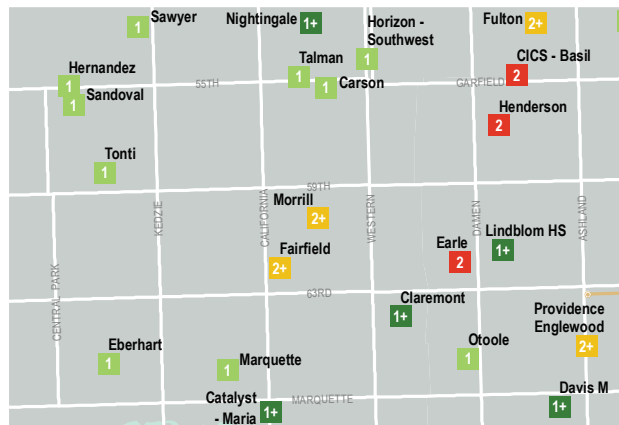 Sawyer
1
Nightingale 1+
Horizon -
Southwest
1
Fulton
2+
Hernandez
1
Sandoval
1
Talman
1
Carson
1
CICS - Basil
2
55TH
GARFIELD
Henderson
2
Tonti
1
59TH
KEDZIE
CALIFORNIA
WESTERN
DAMEN
ASHLAND
CENTRAL PARK
Morrill
2+
Fairfield
2+
Earle
2
Lindblom HS
1+
63RD
Claremont
1+
Providence
Englewood
2+
Eberhart
1
Marquette
1
Otoole
1
Catalyst
- Maria
1+
MARQUETTE
Davis M
1+